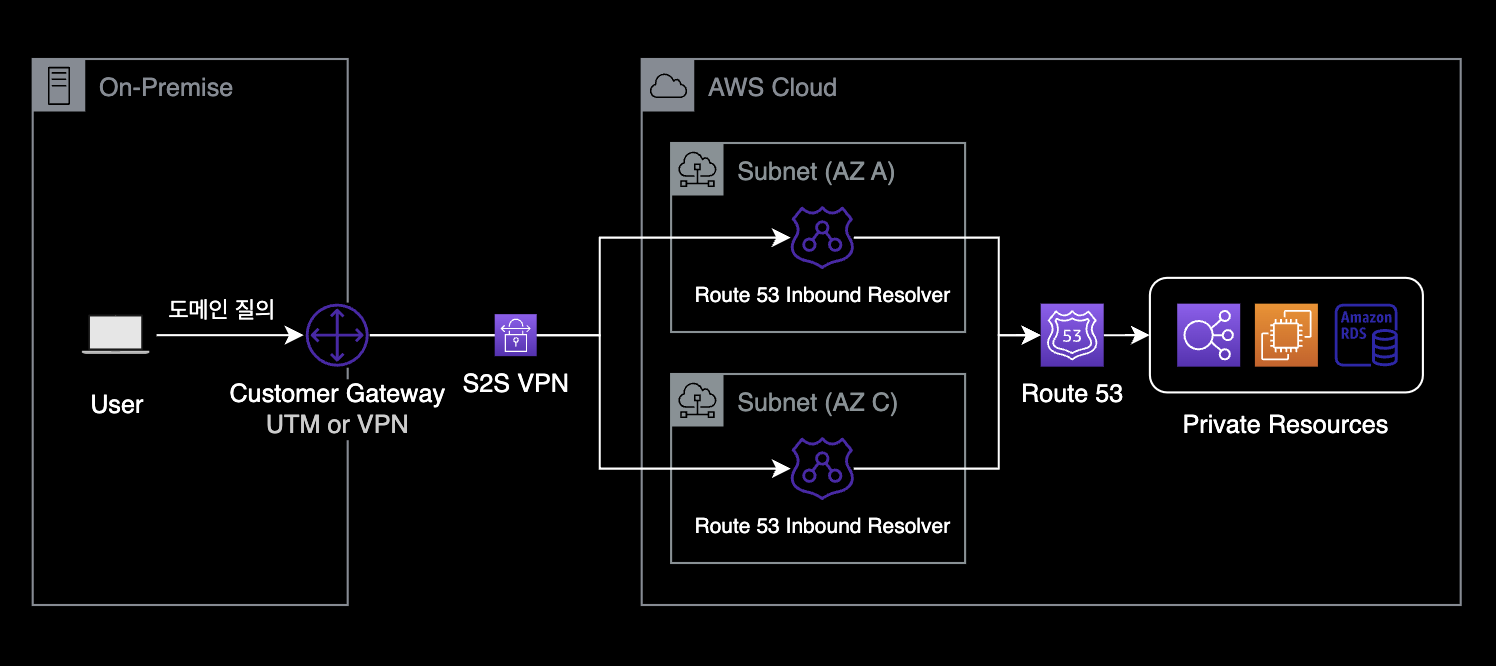 On-Premise
AWS Cloud
Subnet (AZ A)
Route 53 Inbound Resolver
도메인 질의
User
Customer Gateway
UTM or VPN
S2S VPN
Subnet (AZ C)
Route 53 Inbound Resolver
53
Route 53
Amazon
RDS
Private Resources